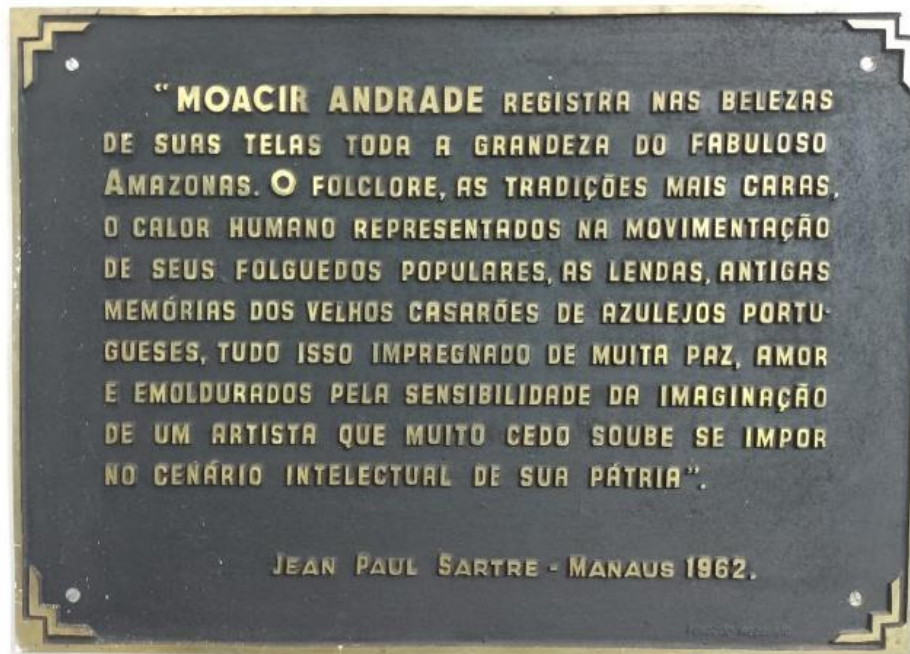 "MOACIR ANDRADE REGISTRA NAS BELEZAS
DE SUAS TELAS TODA A GRANDEZA DO FABULOSO
AMAZONAS. O FOLCLORE, AS TRADIÇÕES MAIS CARAS,
O CALOR HUMANO REPRESENTADOS NA MOVIMENTAÇÃO
DE SEUS FOLGUEDOS POPULARES, AS LENDAS, ANTIGAS
MEMÓRIAS DOS VELHOS CASARÕES DE AZULEJOS PORTU-
GUESES, TUDO ISSO IMPREGNADO DE MUITA PAZ, AMOR
E EMOLDURADOS PELA SENSIBILIDADE DA IMAGINAÇÃO
DE UM ARTISTA QUE MUITO CEDO SOUBE SE IMPOR
NO CENÁRIO INTELECTUAL DE SUA PÁTRIA".
JEAN PAUL SARTRE - MANAUS 1962.